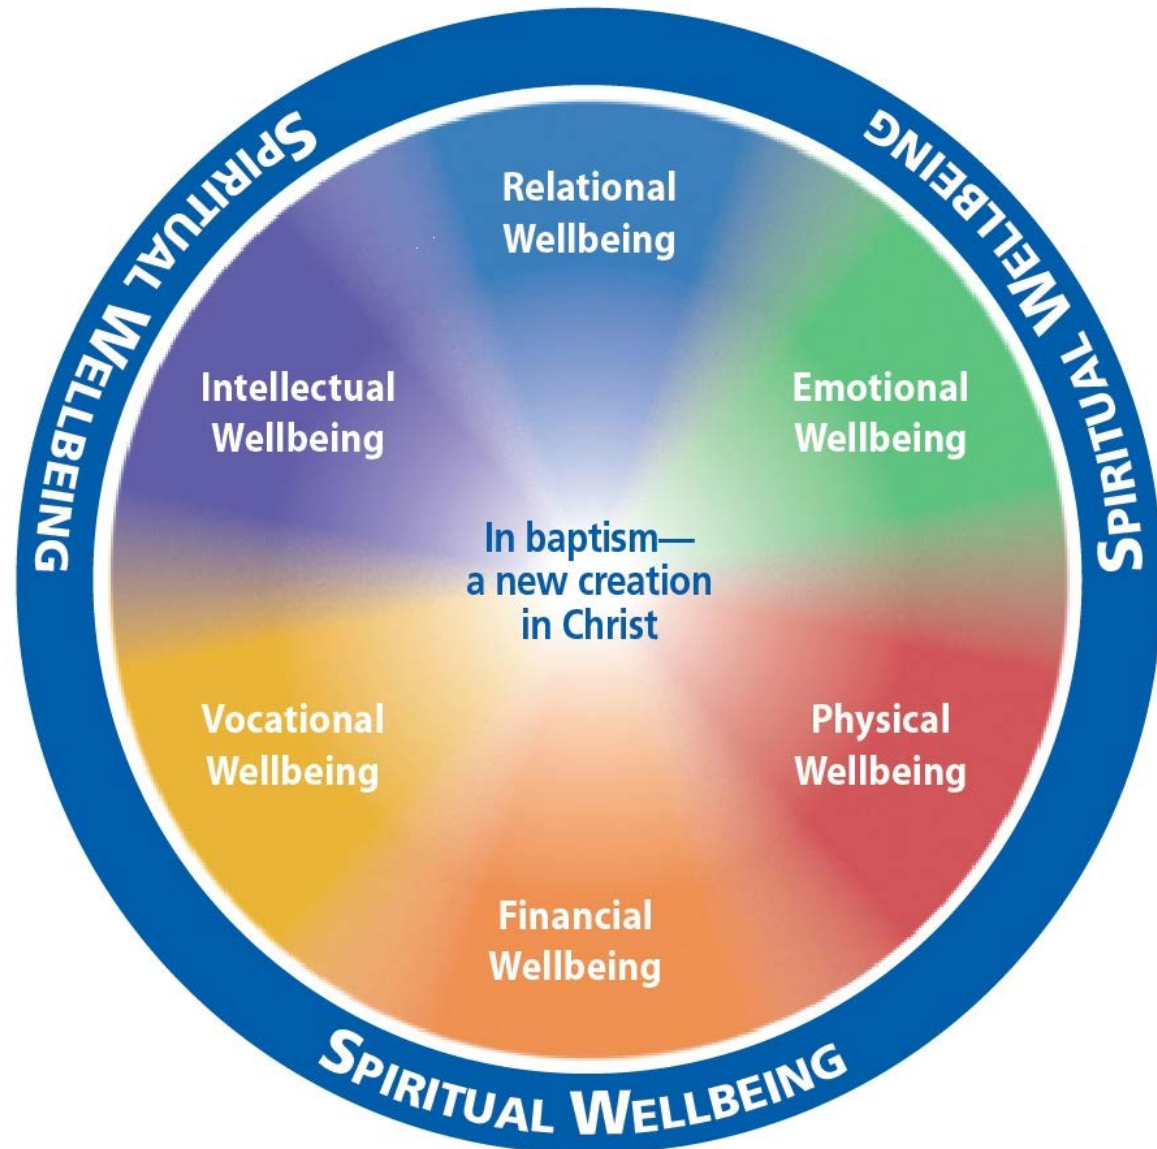 SPIRITUAL WELLBEING
SPIRITUAL WELLBEING
Relational
Wellbeing
Intellectual
Wellbeing
Emotional
Wellbeing
In baptism—
a new creation
in Christ
Vocational
Wellbeing
Physical
Wellbeing
Financial
Wellbeing
SPIRITUAL WELLBEING